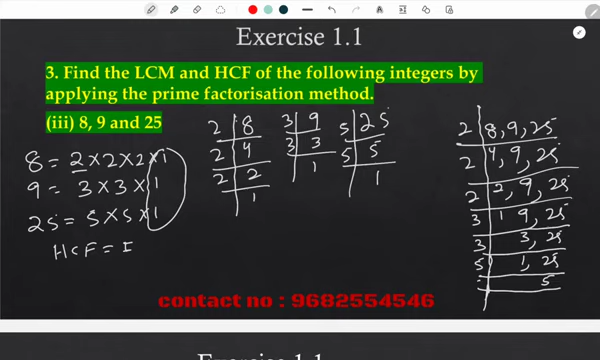 Exercise 1.1
3. Find the LCM and HCF of the following integers by
applying the prime factorisation method.
(iii) 8, 9 and 25
8 = 2 × 2 × 2 × 1
9 = 3 × 3 × 1
25 = 5 × 5 × 1
HCF = 1
2 | 8
2 | 4
2 | 2
1
3 | 9
3 | 3
1
5 | 25
5 | 5
1
2 | 8, 9, 25
2 | 4, 9, 25
2 | 2, 9, 25
3 | 1 9, 25
3 | 3, 25
5 | 1, 25
5
contact no : 9682554546